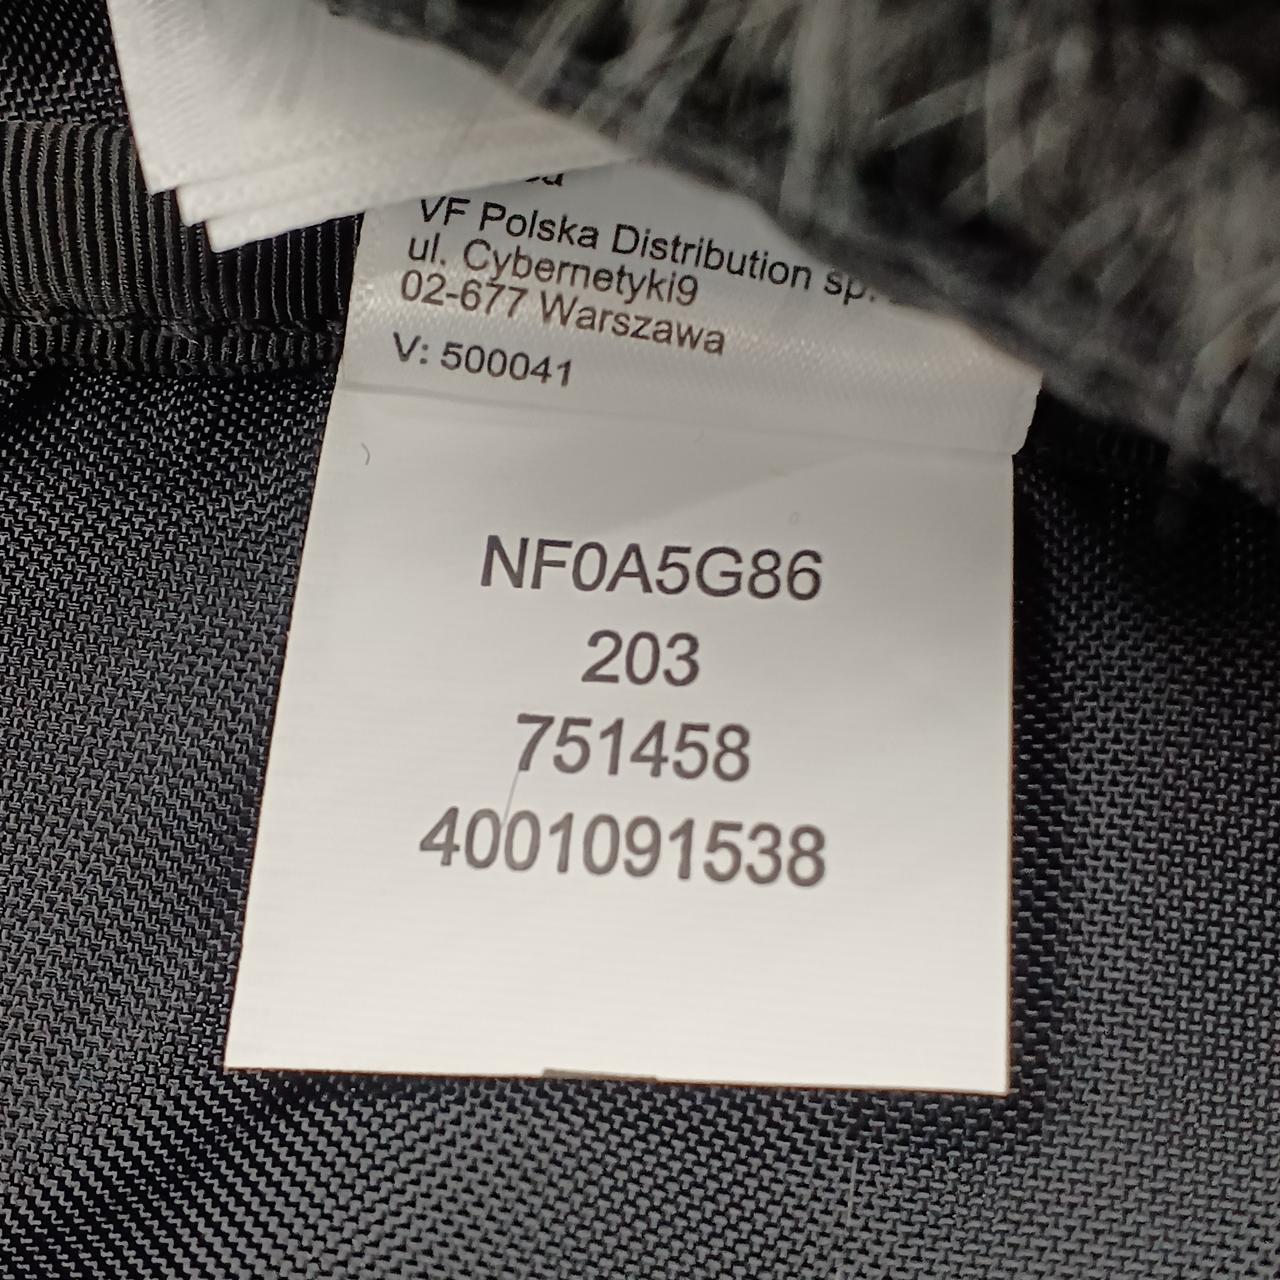 VF Polska Distribution sp.
ul. Cybernetyki9
02-677 Warszawa
V: 500041
NF0A5G86
203
751458
4001091538